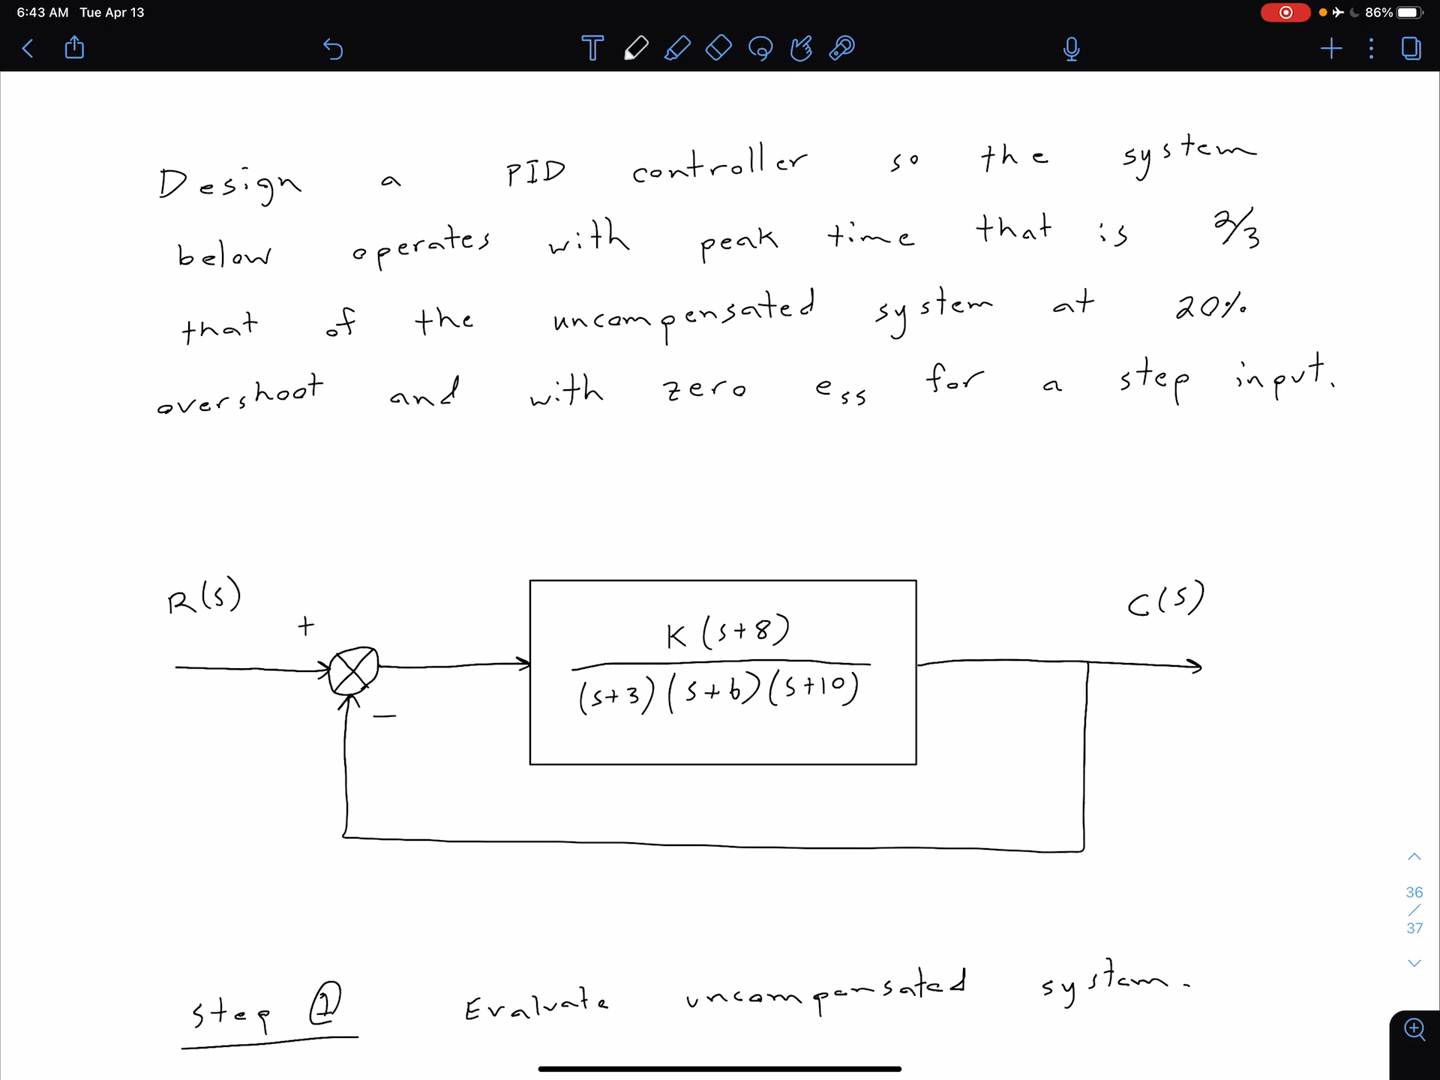 6:43 AM Tue Apr 13
86%
T
Design a PID controller so the system
below operates with peak time that is 2/3
that of the uncompensated system at 20%
overshoot and with zero ess for a step input.
R(s)
+
C(s)
K(s+8)
(s+3)(s+6)(s+10)
−
36
/
37
Step 1 Evaluate uncompensated system.